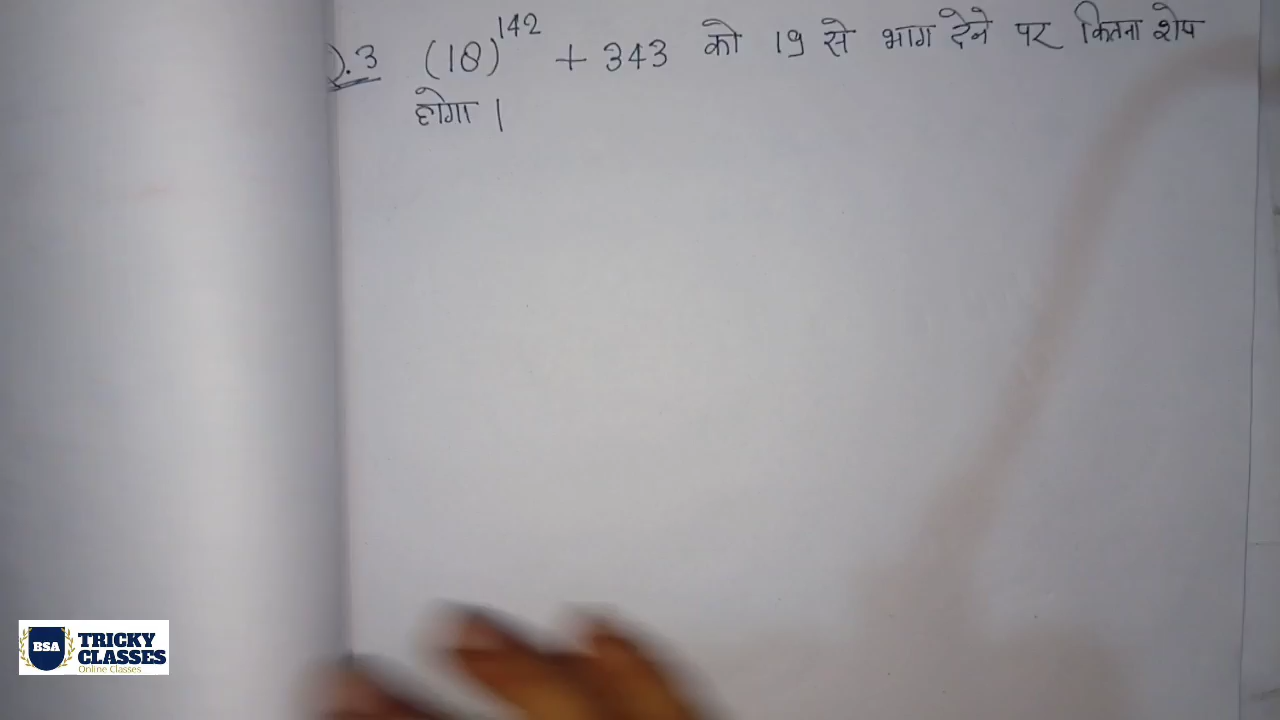 Q.3 (18)^142 + 343 को 19 से भाग देने पर कितना शेष
होगा ।
BSA
TRICKY
CLASSES
Online Classes